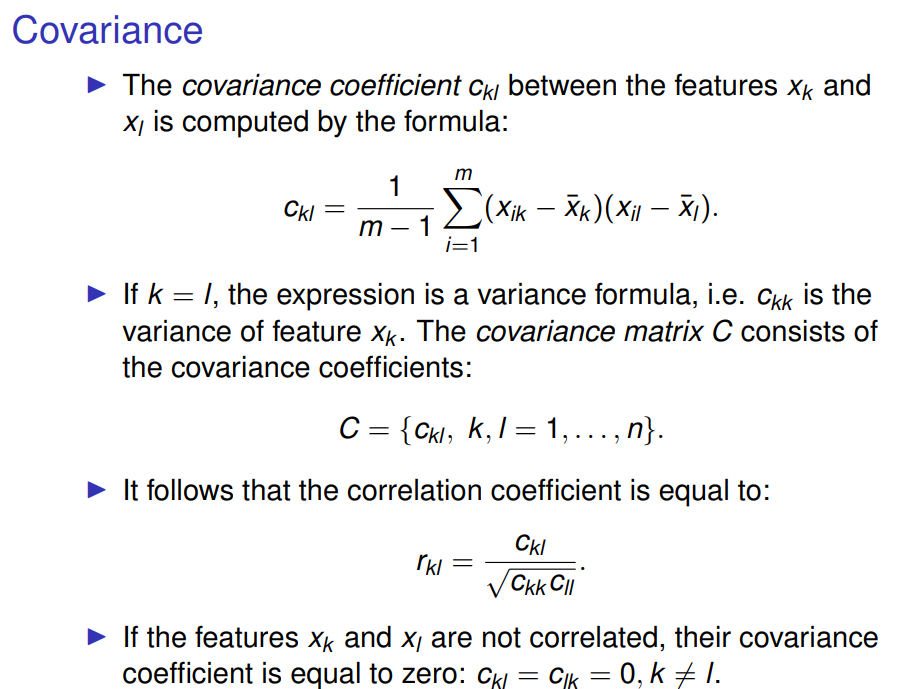 Covariance
▶ The covariance coefficient c_{kl} between the features x_k and
x_l is computed by the formula:
c_{kl} = \frac{1}{m-1} \sum_{i=1}^{m} (x_{ik} - \bar{x}_k)(x_{il} - \bar{x}_l).
▶ If k = l, the expression is a variance formula, i.e. c_{kk} is the
variance of feature x_k. The covariance matrix C consists of
the covariance coefficients:
C = {c_{kl}, k, l = 1, . . . , n}.
▶ It follows that the correlation coefficient is equal to:
r_{kl} = \frac{c_{kl}}{\sqrt{c_{kk} c_{ll}}}.
▶ If the features x_k and x_l are not correlated, their covariance
coefficient is equal to zero: c_{kl} = c_{lk} = 0, k ≠ l.